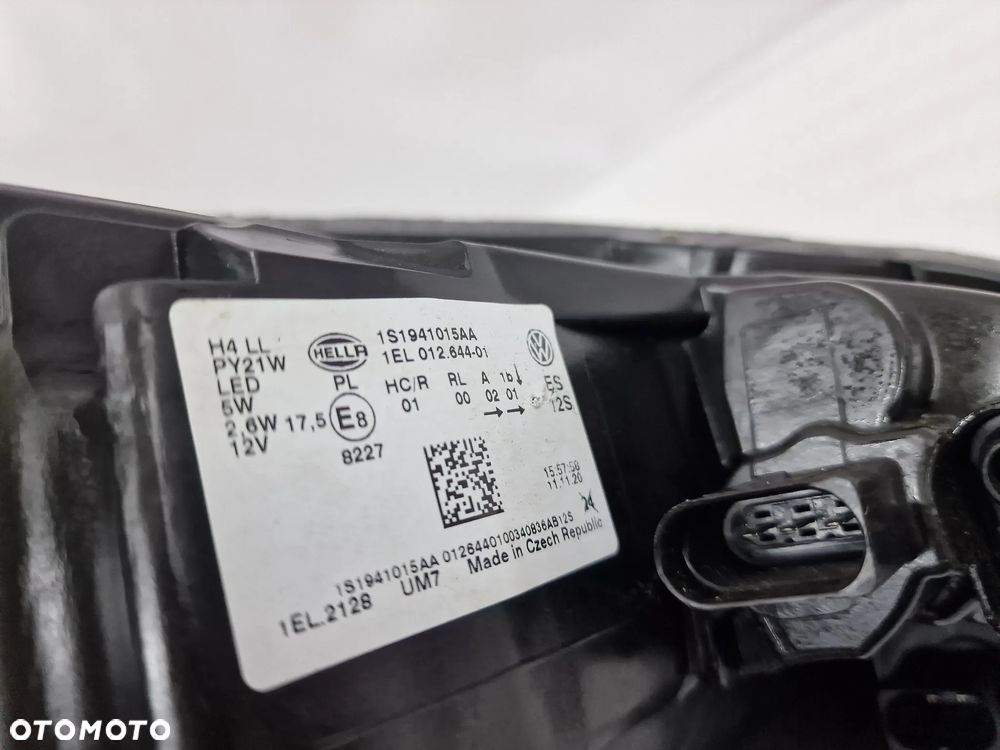 H4 LL
PY21W
LED
5W
2,6W 17,5
12V
HELLA
1S1941015AA
1EL 012.644-01
PL HC/R RL A 1b↓ ES
01 00 02 01 12S
→→
E8
8227
15:57:58
11.11.20
24
1S1941015AA 0126440100340836AB12S
1EL.2128 UM7 Made in Czech Republic
OTOMOTO